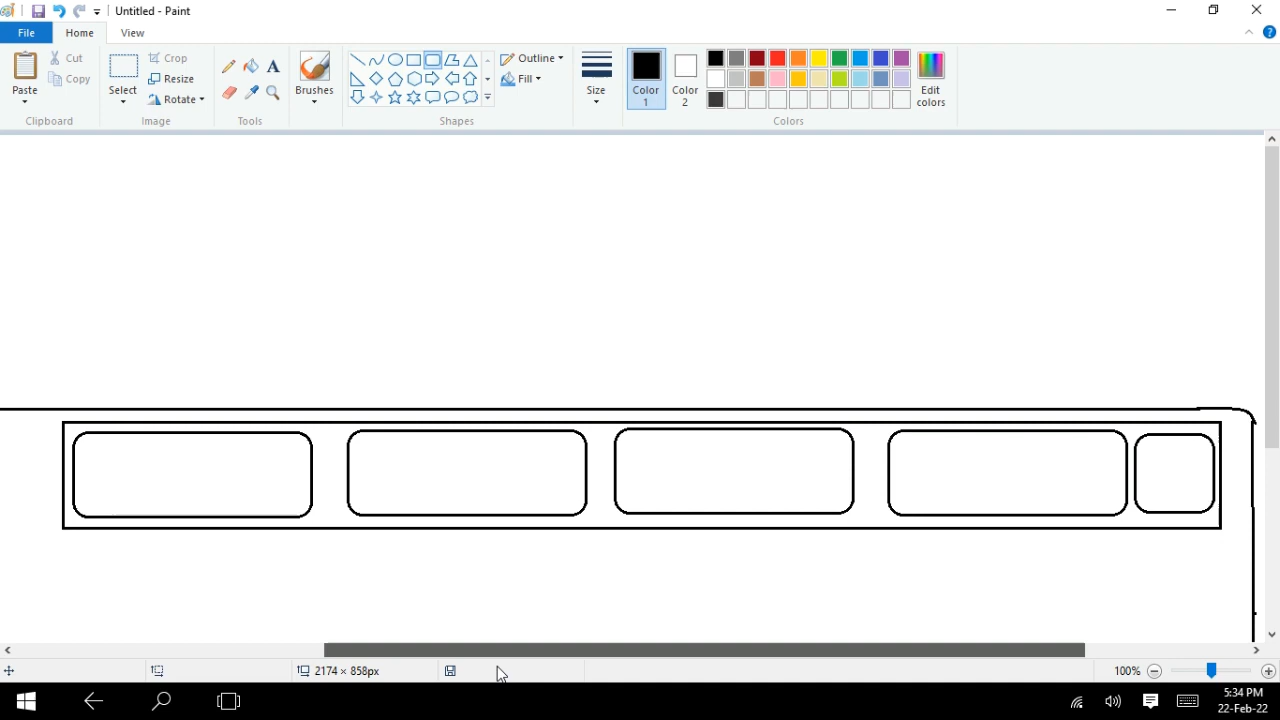 Untitled - Paint
File Home View
Paste
Cut
Copy
Clipboard
Select
Crop
Resize
Rotate
Image
Tools
Brushes
Shapes
Outline
Fill
Size
Color 1
Color 2
Edit colors
Colors
2174 × 858px
100%
5:34 PM
22-Feb-22